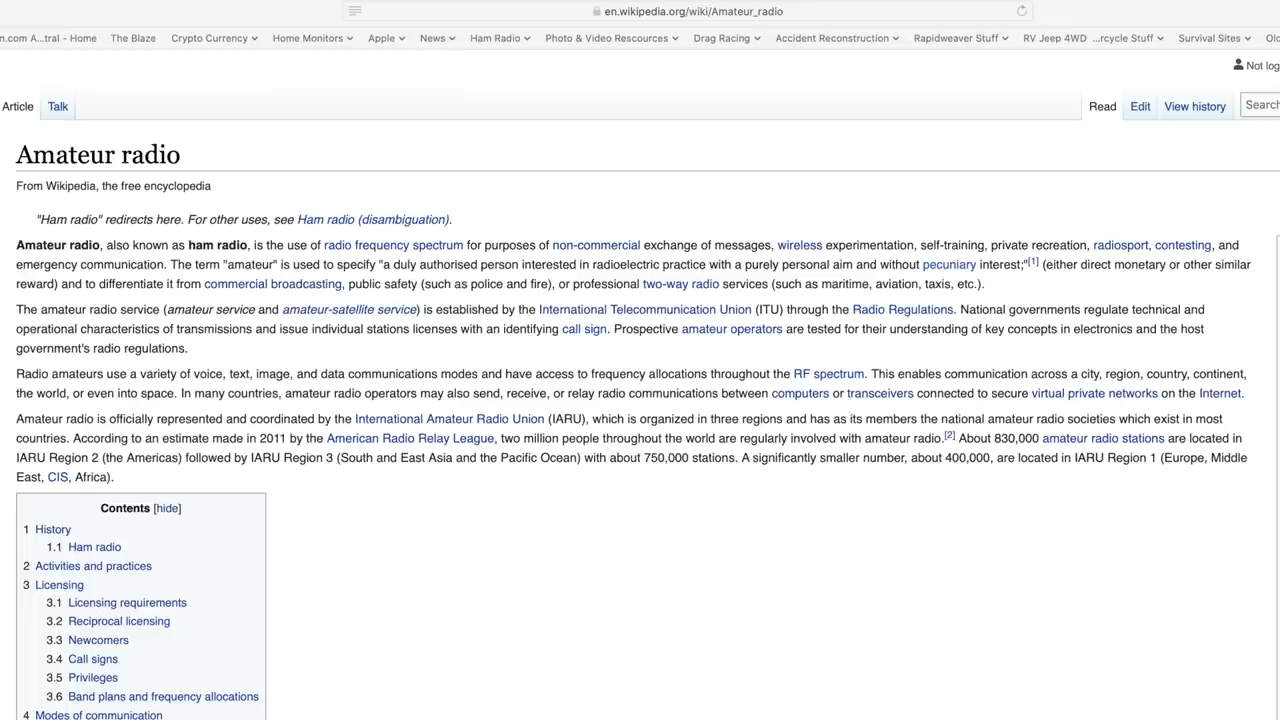 en.wikipedia.org/wiki/Amateur_radio
n.com A...tral - Home The Blaze Crypto Currency Home Monitors Apple News Ham Radio Photo & Video Rescources Drag Racing Accident Reconstruction Rapidweaver Stuff RV Jeep 4WD ...rcycle Stuff Survival Sites
Not log
Article Talk Read Edit View history Search
Amateur radio
From Wikipedia, the free encyclopedia
"Ham radio" redirects here. For other uses, see Ham radio (disambiguation).
Amateur radio, also known as ham radio, is the use of radio frequency spectrum for purposes of non-commercial exchange of messages, wireless experimentation, self-training, private recreation, radiosport, contesting, and
emergency communication. The term "amateur" is used to specify "a duly authorised person interested in radioelectric practice with a purely personal aim and without pecuniary interest;"[1] (either direct monetary or other similar
reward) and to differentiate it from commercial broadcasting, public safety (such as police and fire), or professional two-way radio services (such as maritime, aviation, taxis, etc.).
The amateur radio service (amateur service and amateur-satellite service) is established by the International Telecommunication Union (ITU) through the Radio Regulations. National governments regulate technical and
operational characteristics of transmissions and issue individual stations licenses with an identifying call sign. Prospective amateur operators are tested for their understanding of key concepts in electronics and the host
government's radio regulations.
Radio amateurs use a variety of voice, text, image, and data communications modes and have access to frequency allocations throughout the RF spectrum. This enables communication across a city, region, country, continent,
the world, or even into space. In many countries, amateur radio operators may also send, receive, or relay radio communications between computers or transceivers connected to secure virtual private networks on the Internet.
Amateur radio is officially represented and coordinated by the International Amateur Radio Union (IARU), which is organized in three regions and has as its members the national amateur radio societies which exist in most
countries. According to an estimate made in 2011 by the American Radio Relay League, two million people throughout the world are regularly involved with amateur radio.[2] About 830,000 amateur radio stations are located in
IARU Region 2 (the Americas) followed by IARU Region 3 (South and East Asia and the Pacific Ocean) with about 750,000 stations. A significantly smaller number, about 400,000, are located in IARU Region 1 (Europe, Middle
East, CIS, Africa).
Contents [hide]
1 History
1.1 Ham radio
2 Activities and practices
3 Licensing
3.1 Licensing requirements
3.2 Reciprocal licensing
3.3 Newcomers
3.4 Call signs
3.5 Privileges
3.6 Band plans and frequency allocations
4 Modes of communication